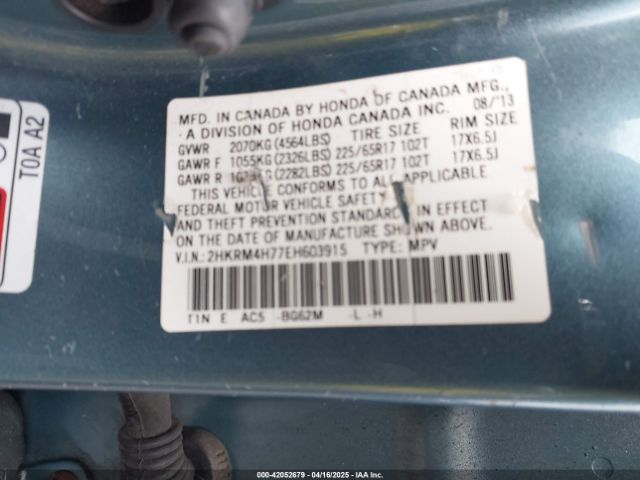 MFD. IN CANADA BY HONDA OF CANADA MFG.,
A DIVISION OF HONDA CANADA INC. 08/'13
GVWR 2070KG(4564LBS) TIRE SIZE RIM SIZE
GAWR F 1055KG(2326LBS) 225/65R17 102T 17X6.5J
GAWR R (2282LBS) 225/65R17 102T 17X6.5J
THIS VEHICLE CONFORMS TO ALL APPLICABLE
FEDERAL MOTOR VEHICLE SAFETY
AND THEFT PREVENTION STANDARDS IN EFFECT
ON THE DATE OF MANUFACTURE SHOWN ABOVE.
V.I.N.: 2HKRM4H77EH603915 TYPE: MPV
T1N E AC5 -BG62M -L -H
TOA A2
000-42052679 | 04/16/2025 | IAA Inc.